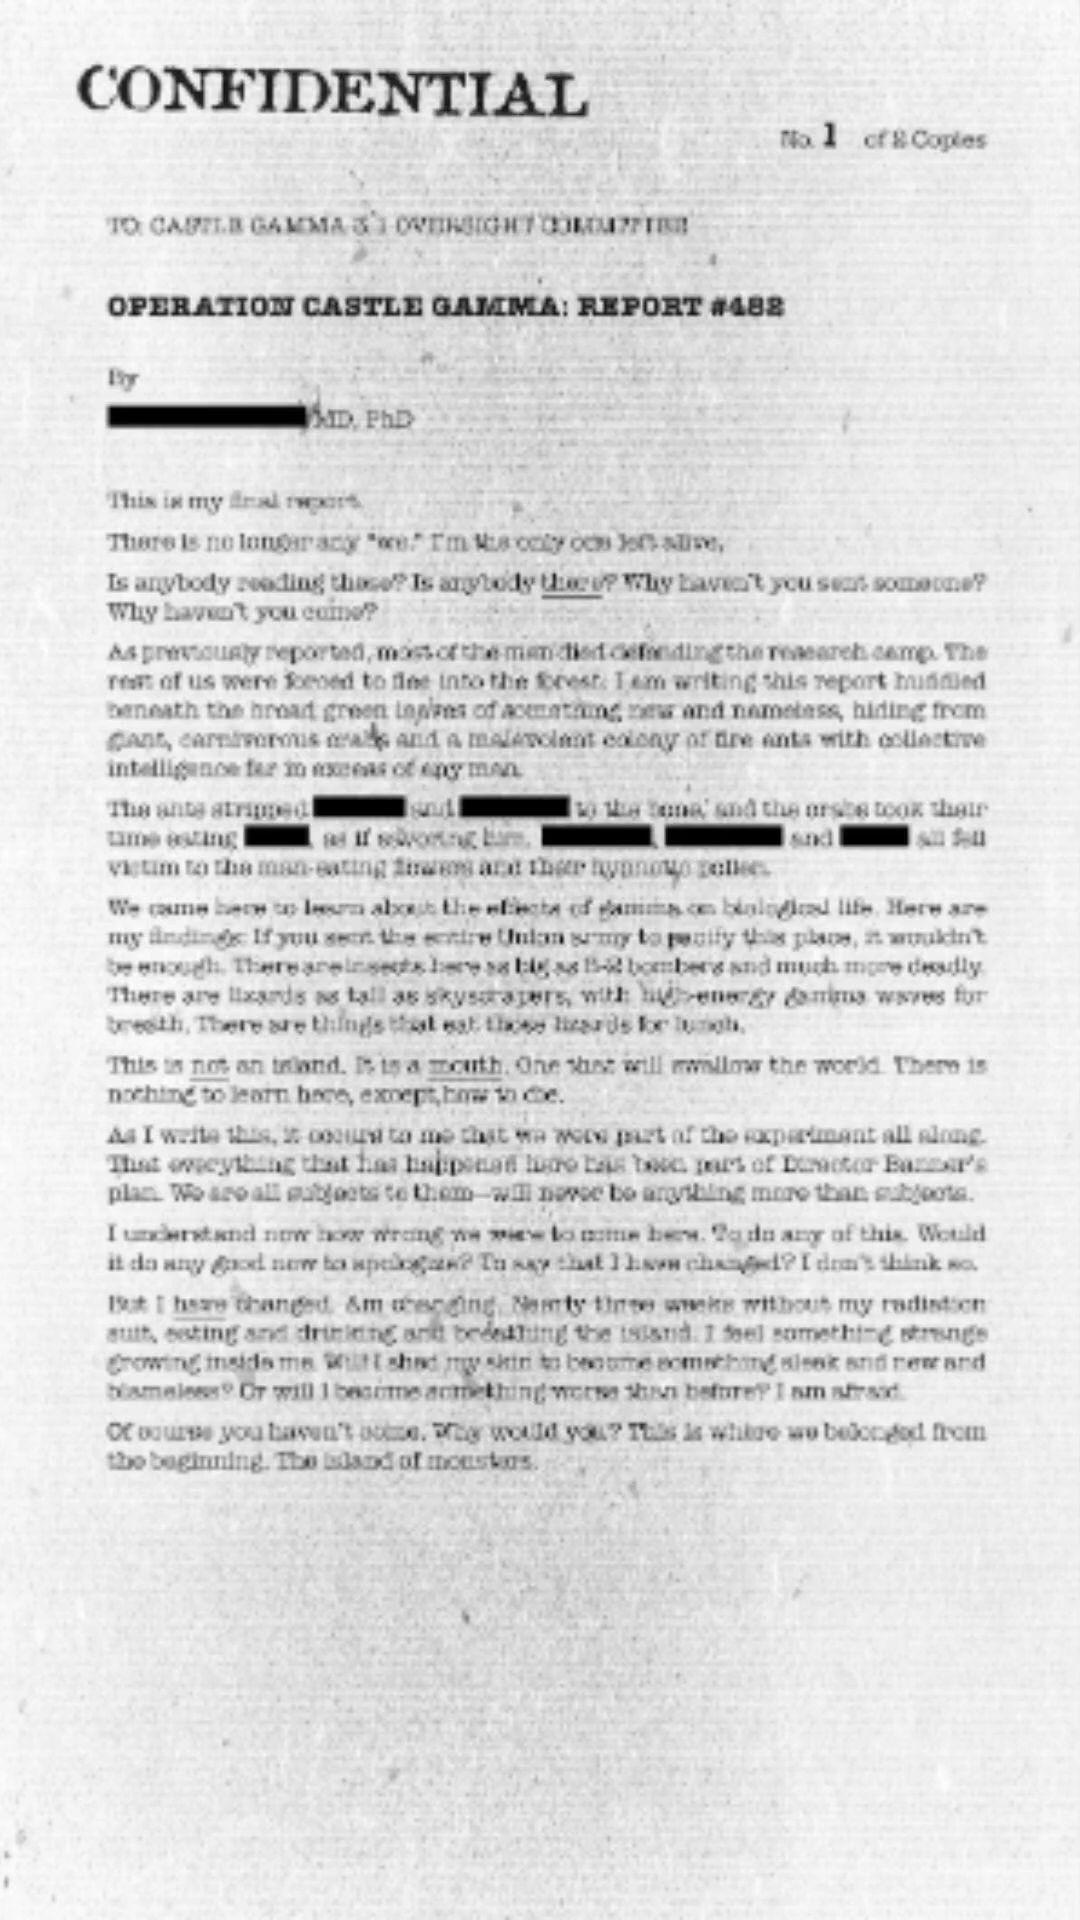 CONFIDENTIAL
No. 1 of 2 Copies
TO: CASTLE GAMMA OVERSIGHT COMMITTEE
OPERATION CASTLE GAMMA: REPORT #482
By
MD, PhD
This is my final report.
There is no longer any "we." I'm the only one left alive.
Is anybody reading these? Is anybody there? Why haven't you sent someone?
Why haven't you come?
As previously reported, most of the men died defending the research camp. The
rest of us were forced to flee into the forest. I am writing this report huddled
beneath the broad green leaves of something new and nameless, hiding from
giant, carnivorous crabs and a malevolent colony of fire ants with collective
intelligence far in excess of any man.
The ants stripped and to the bone, and the crabs took their
time eating , as if savoring him. , and all fell
victim to the man-eating flowers and their hypnotic pollen.
We came here to learn about the effects of gamma on biological life. Here are
my findings: If you sent the entire Union army to pacify this place, it wouldn't
be enough. There are insects here as big as bombers and much more deadly.
There are lizards as tall as skyscrapers, with high-energy gamma waves for
breath. There are things that eat those lizards for lunch.
This is not an island. It is a mouth. One that will swallow the world. There is
nothing to learn here, except how to die.
As I write this, it occurs to me that we were part of the experiment all along.
That everything that has happened here has been part of Director Banner's
plan. We are all subjects to them—will never be anything more than subjects.
I understand now how wrong we were to come here. To do any of this. Would
it do any good now to apologize? To say that I have changed? I don't think so.
But I have changed. Am changing. Nearly three weeks without my radiation
suit, eating and drinking and breathing the island. I feel something strange
growing inside me. Will I shed my skin to become something sleek and new and
blameless? Or will I become something worse than before? I am afraid.
Of course you haven't come. Why would you? This is where we belonged from
the beginning. The island of monsters.